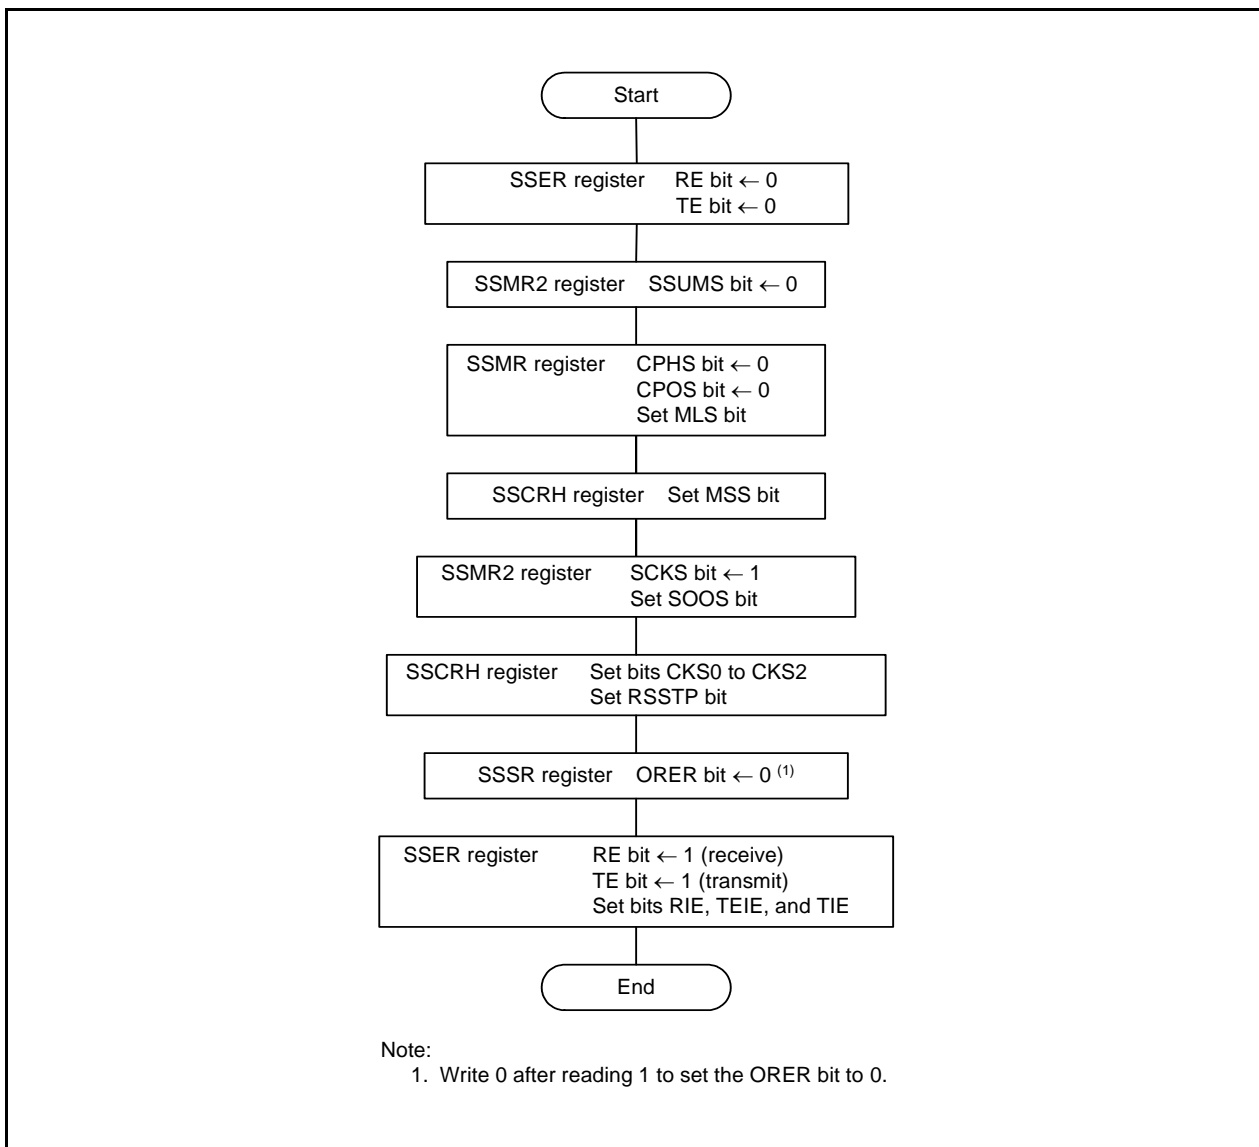 Start
SSER register RE bit ← 0
TE bit ← 0
SSMR2 register SSUMS bit ← 0
SSMR register CPHS bit ← 0
CPOS bit ← 0
Set MLS bit
SSCRH register Set MSS bit
SSMR2 register SCKS bit ← 1
Set SOOS bit
SSCRH register Set bits CKS0 to CKS2
Set RSSTP bit
SSSR register ORER bit ← 0 (1)
SSER register RE bit ← 1 (receive)
TE bit ← 1 (transmit)
Set bits RIE, TEIE, and TIE
End
Note:
1. Write 0 after reading 1 to set the ORER bit to 0.